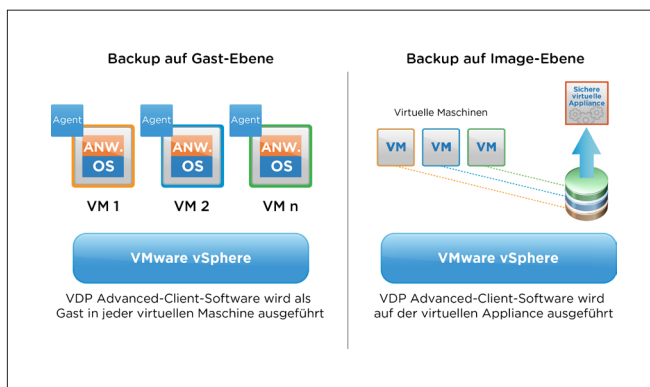 Backup auf Gast-Ebene
Agent
Agent
Agent
ANW.
OS
ANW.
OS
ANW.
OS
VM 1
VM 2
VM n
VMware vSphere
VDP Advanced-Client-Software wird als
Gast in jeder virtuellen Maschine ausgeführt
Backup auf Image-Ebene
Sichere
virtuelle
Appliance
Virtuelle Maschinen
VM
VM
VM
VMware vSphere
VDP Advanced-Client-Software wird
auf der virtuellen Appliance ausgeführt